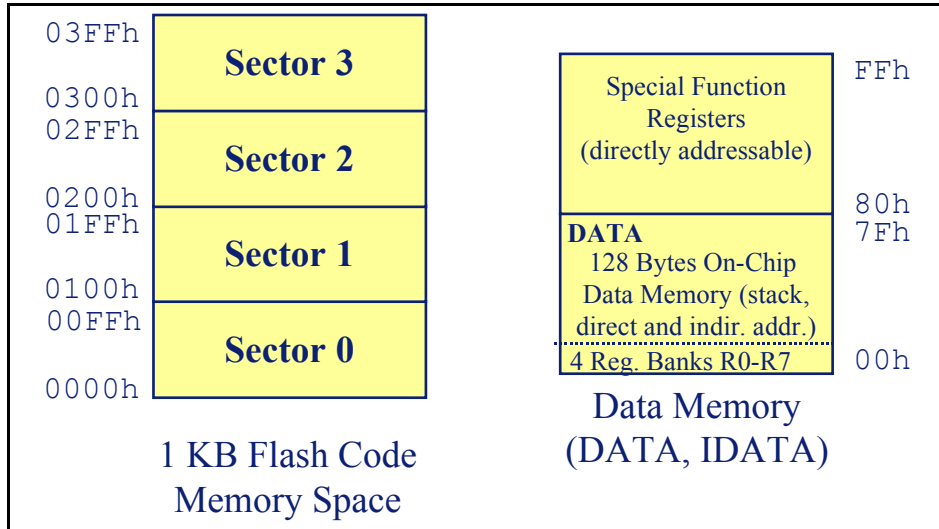 03FFh
Sector 3
0300h
02FFh
Sector 2
0200h
01FFh
Sector 1
0100h
00FFh
Sector 0
0000h
1 KB Flash Code
Memory Space
FFh
Special Function
Registers
(directly addressable)
80h
7Fh
DATA
128 Bytes On-Chip
Data Memory (stack,
direct and indir. addr.)
4 Reg. Banks R0-R7
00h
Data Memory
(DATA, IDATA)